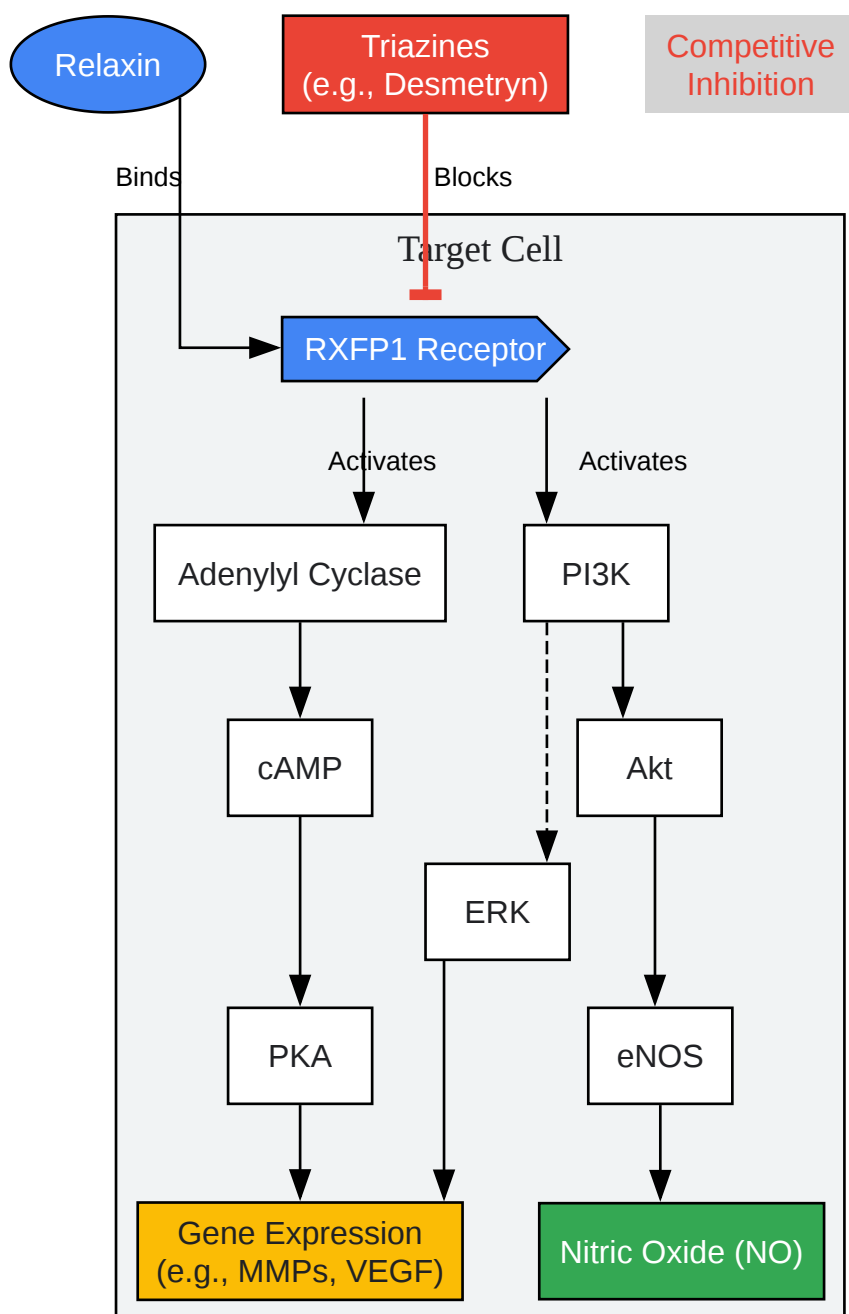 Relaxin
Triazines
(e.g., Desmetryn)
Competitive
Inhibition
Binds
Blocks
Target Cell
RXFP1 Receptor
Activates
Activates
Adenylyl Cyclase
PI3K
cAMP
Akt
ERK
PKA
eNOS
Gene Expression
(e.g., MMPs, VEGF)
Nitric Oxide (NO)